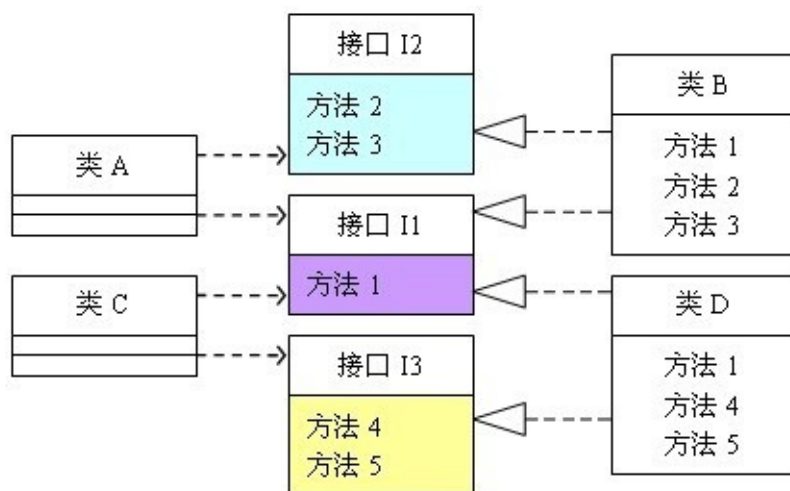 接口 I2
方法 2
方法 3
类 B
方法 1
方法 2
方法 3
类 A
接口 I1
方法 1
类 C
类 D
方法 1
方法 4
方法 5
接口 I3
方法 4
方法 5